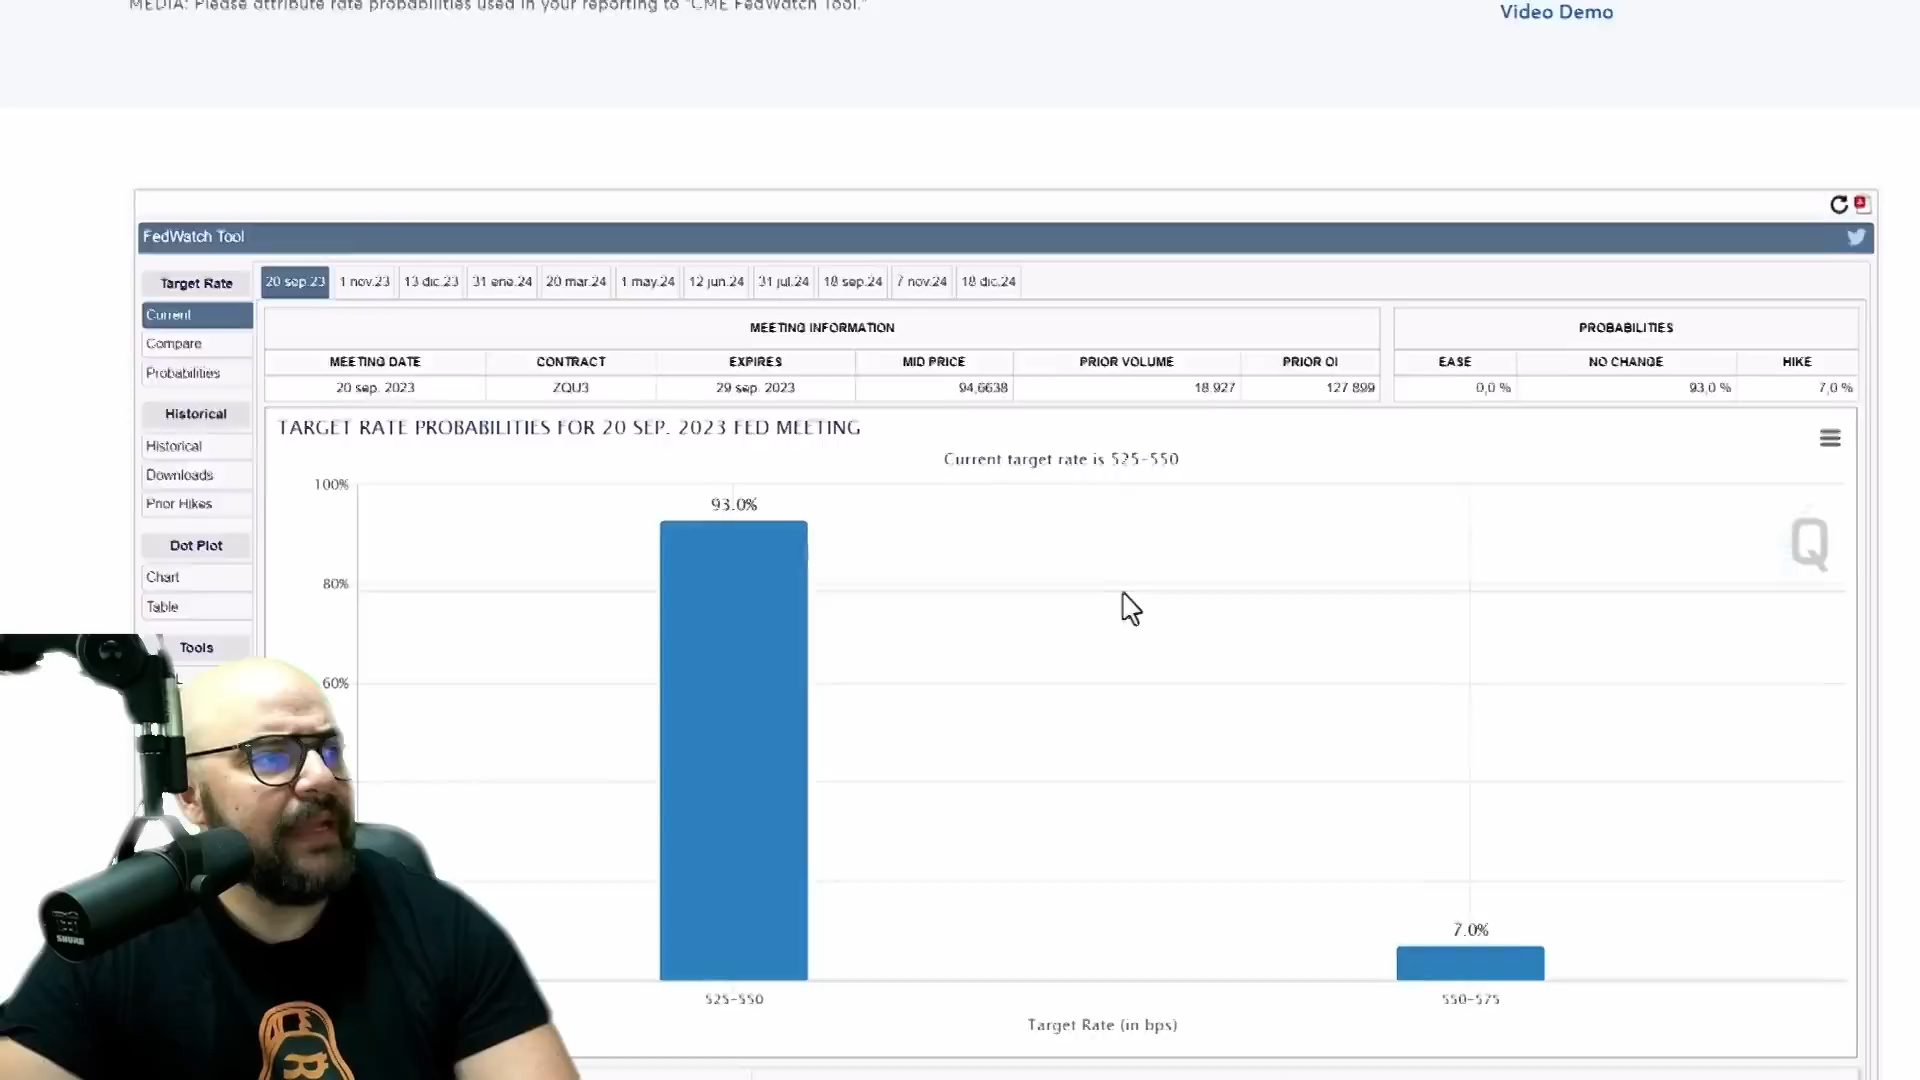 MEDIA: Please attribute rate probabilities used in your reporting to "CME FedWatch Tool."
Video Demo
FedWatch Tool
Target Rate
Current
Compare
Probabilities
Historical
Historical
Downloads
Prior Hikes
Dot Plot
Chart
Table
Tools
20 sep.23 1 nov.23 13 dic.23 31 ene.24 20 mar.24 1 may.24 12 jun.24 31 jul.24 18 sep.24 7 nov.24 18 dic.24
MEETING INFORMATION
MEETING DATE CONTRACT EXPIRES MID PRICE PRIOR VOLUME PRIOR OI
20 sep. 2023 ZQU3 29 sep. 2023 94,6638 18.927 127.899
PROBABILITIES
EASE NO CHANGE HIKE
0,0 % 93,0 % 7,0 %
TARGET RATE PROBABILITIES FOR 20 SEP. 2023 FED MEETING
Current target rate is 525-550
100%
80%
60%
93.0%
7.0%
Q
525-550
550-575
Target Rate (in bps)
SHURE